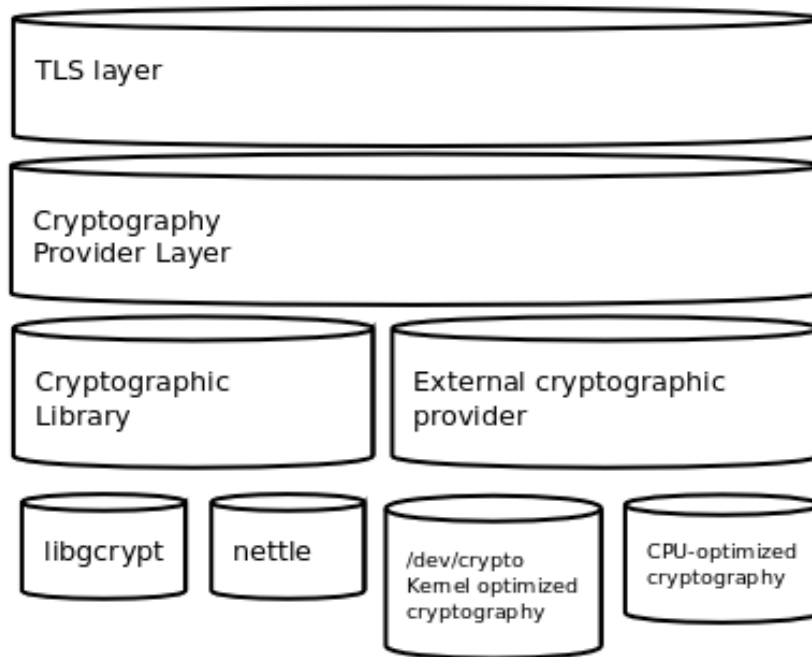 TLS layer
Cryptography
Provider Layer
Cryptographic
Library
External cryptographic
provider
libgcrypt
nettle
/dev/crypto
Kernel optimized
cryptography
CPU-optimized
cryptography